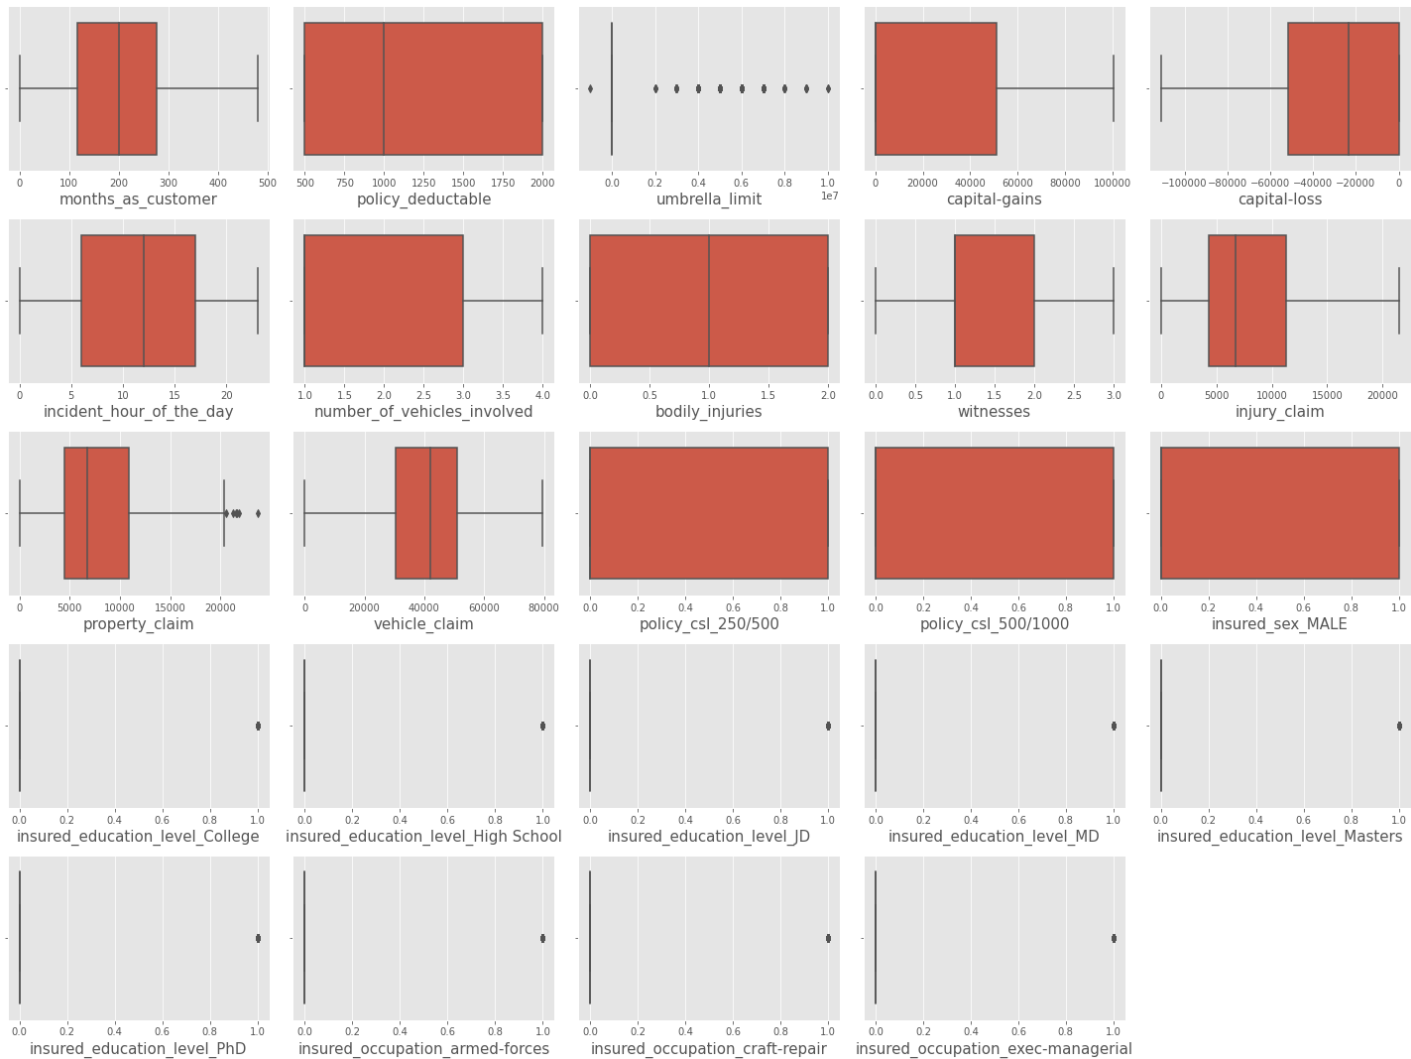 0 100 200 300 400 500
months_as_customer
500 750 1000 1250 1500 1750 2000
policy_deductable
0.0 0.2 0.4 0.6 0.8 1.0
1e7
umbrella_limit
0 20000 40000 60000 80000 100000
capital-gains
−100000 −80000 −60000 −40000 −20000 0
capital-loss
0 5 10 15 20
incident_hour_of_the_day
1.0 1.5 2.0 2.5 3.0 3.5 4.0
number_of_vehicles_involved
0.0 0.5 1.0 1.5 2.0
bodily_injuries
0.0 0.5 1.0 1.5 2.0 2.5 3.0
witnesses
0 5000 10000 15000 20000
injury_claim
0 5000 10000 15000 20000
property_claim
0 20000 40000 60000 80000
vehicle_claim
0.0 0.2 0.4 0.6 0.8 1.0
policy_csl_250/500
0.0 0.2 0.4 0.6 0.8 1.0
policy_csl_500/1000
0.0 0.2 0.4 0.6 0.8 1.0
insured_sex_MALE
0.0 0.2 0.4 0.6 0.8 1.0
insured_education_level_College
0.0 0.2 0.4 0.6 0.8 1.0
insured_education_level_High School
0.0 0.2 0.4 0.6 0.8 1.0
insured_education_level_JD
0.0 0.2 0.4 0.6 0.8 1.0
insured_education_level_MD
0.0 0.2 0.4 0.6 0.8 1.0
insured_education_level_Masters
0.0 0.2 0.4 0.6 0.8 1.0
insured_education_level_PhD
0.0 0.2 0.4 0.6 0.8 1.0
insured_occupation_armed-forces
0.0 0.2 0.4 0.6 0.8 1.0
insured_occupation_craft-repair
0.0 0.2 0.4 0.6 0.8 1.0
insured_occupation_exec-managerial